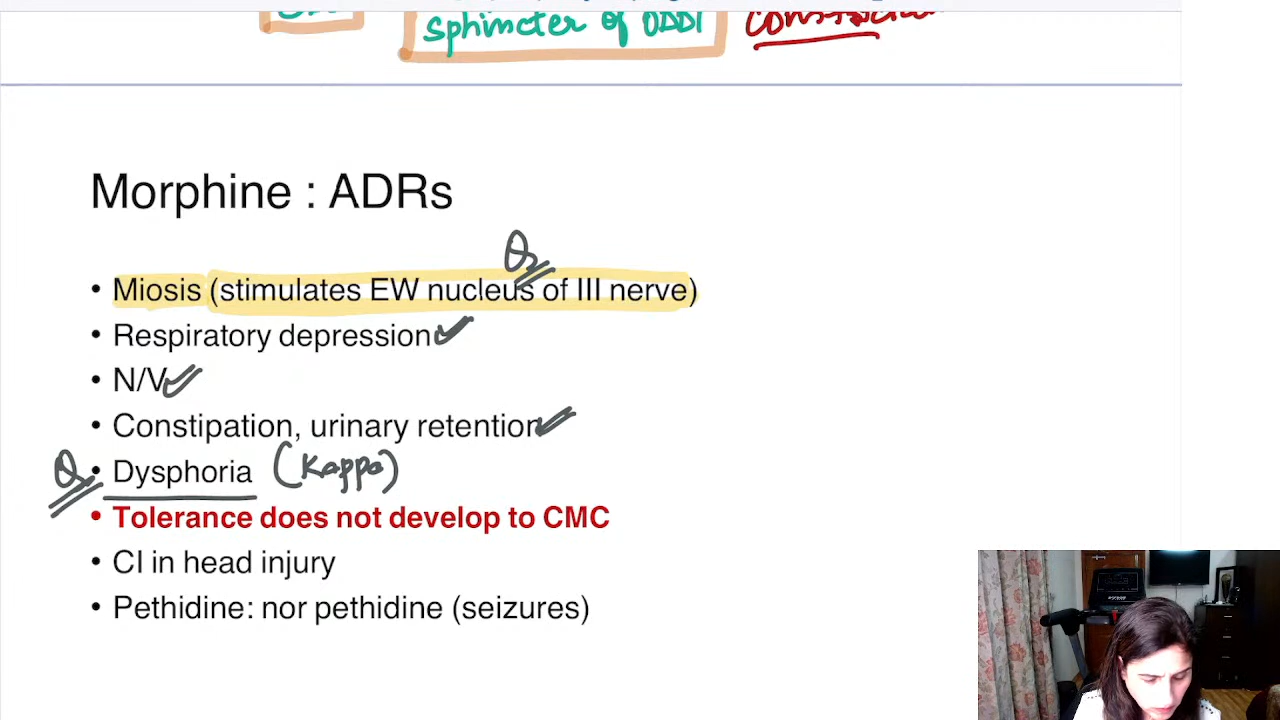 sphincter of ODDI
Morphine : ADRs
Q
• Miosis (stimulates EW nucleus of III nerve)
• Respiratory depression
• N/V
• Constipation, urinary retention
Q • Dysphoria (Kappa)
• Tolerance does not develop to CMC
• CI in head injury
• Pethidine: nor pethidine (seizures)